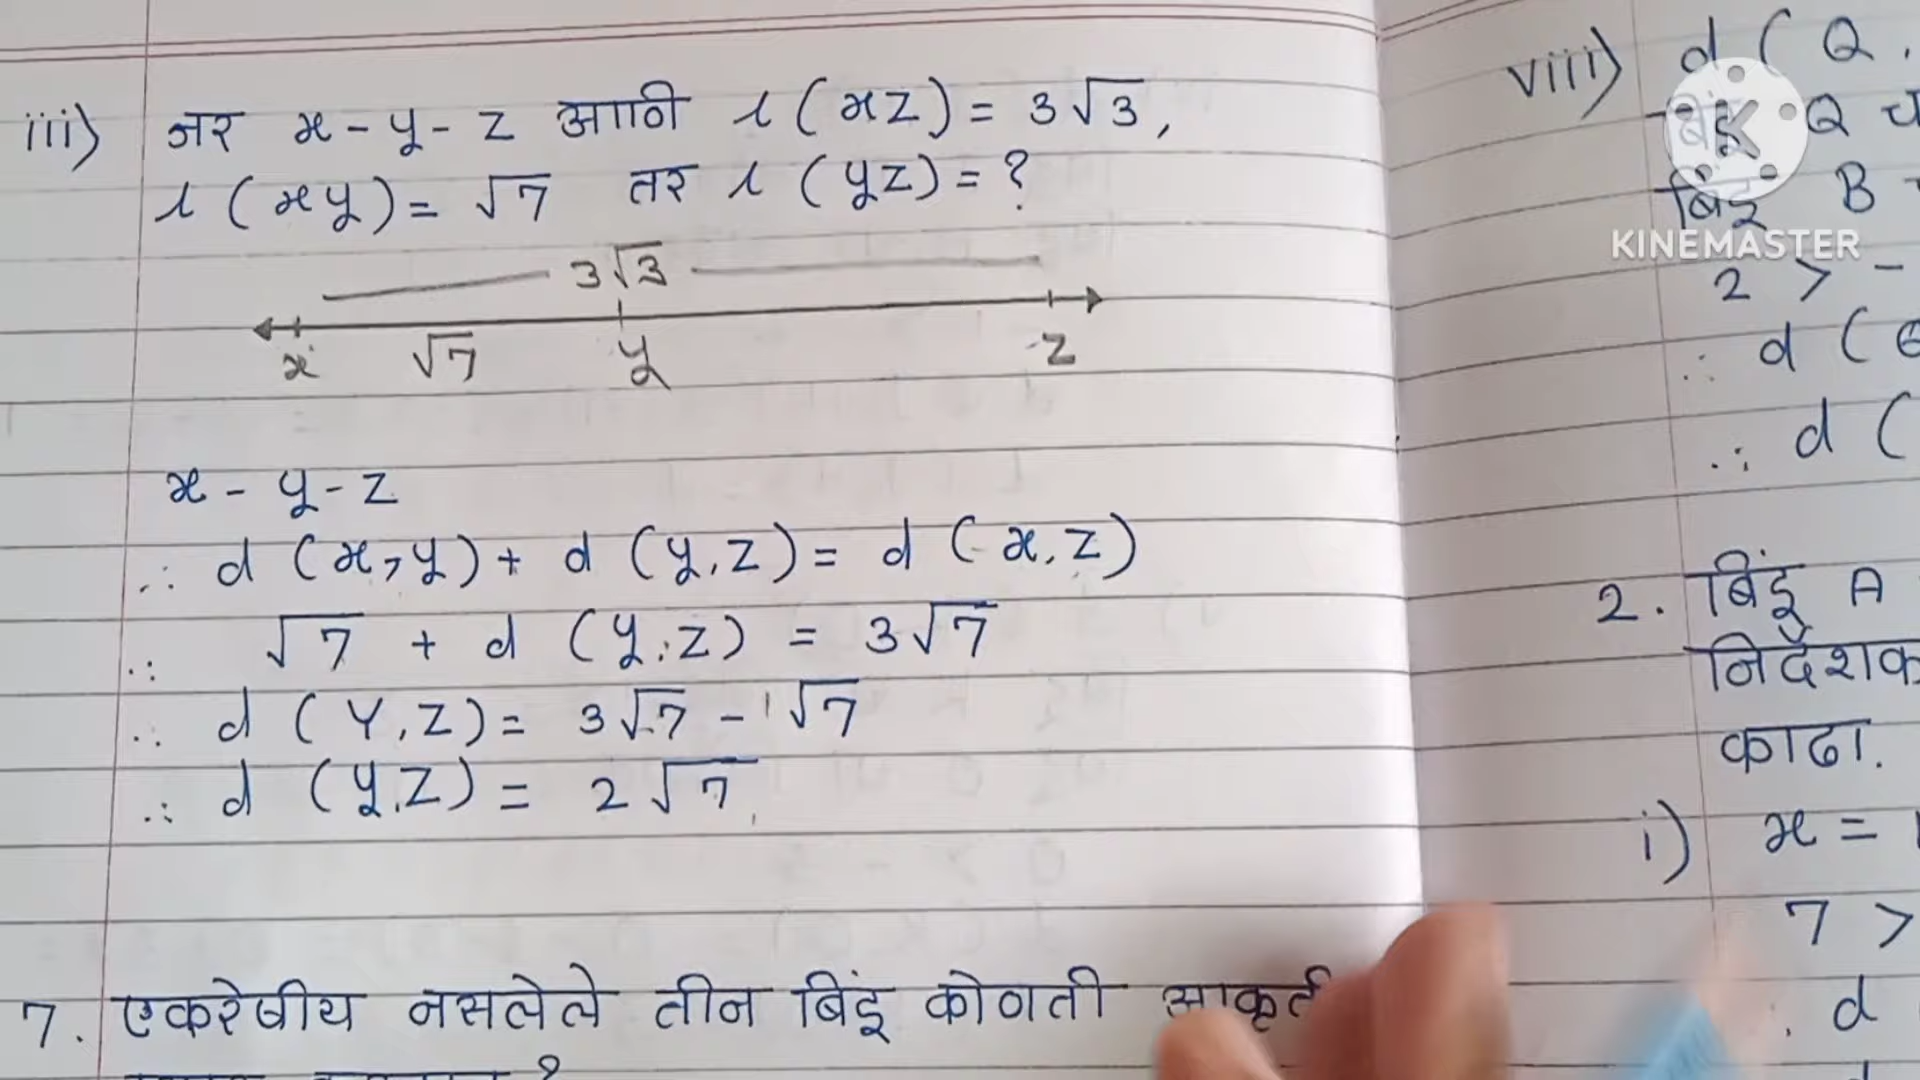 iii) जर x - y - z आणि l (xz) = 3√3,
l (xy) = √7 तर l (yz) = ?
3√3
x √7 y z
x - y - z
∴ d (x, y) + d (y, z) = d (x, z)
∴ √7 + d (y, z) = 3√7
∴ d (Y, Z) = 3√7 - √7
∴ d (y, z) = 2√7
7. एकरेषीय नसलेले तीन बिंदू कोणती आकृती
viii) d ( Q,
बिंदू Q च
बिंदू B
K
KINEMASTER
2 > -
∴ d (
∴ d (
2. बिंदू A
निर्देशक
काढा.
i) x =
7 >
∴ d